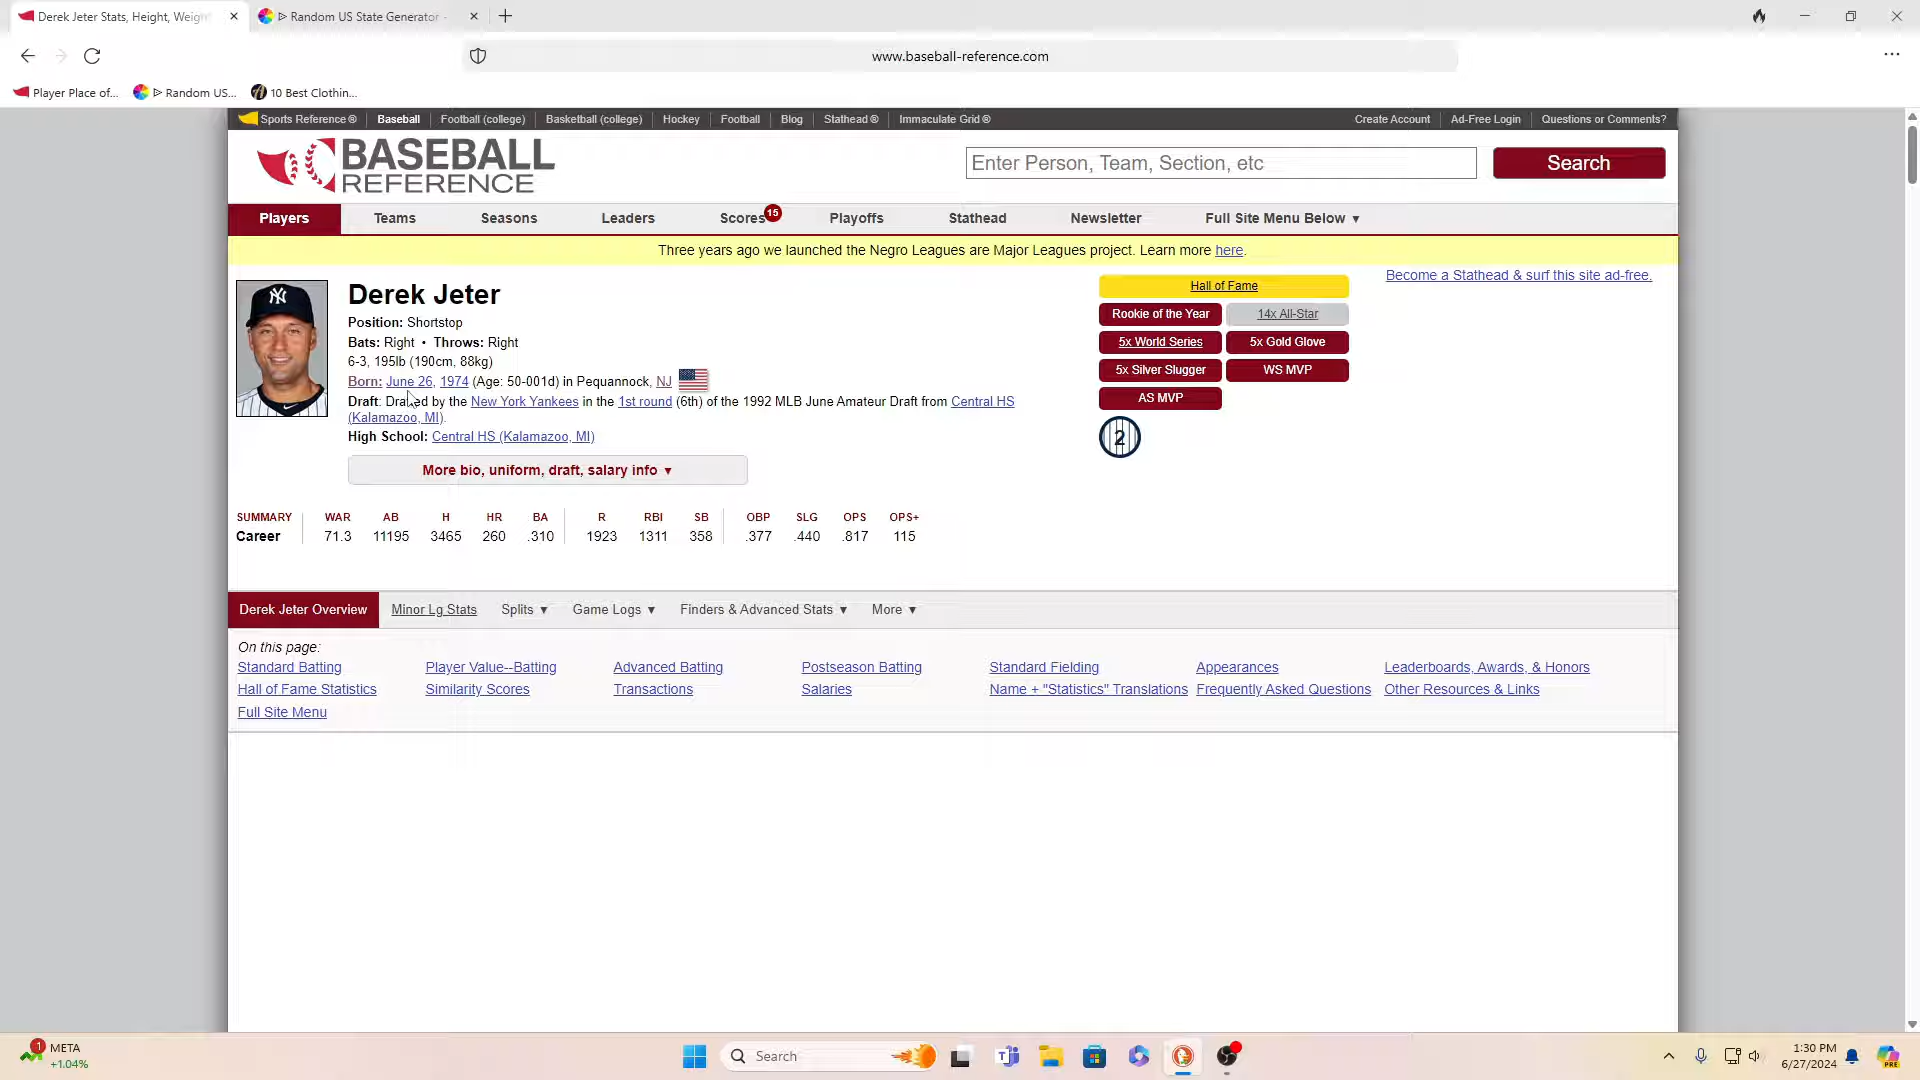 Derek Jeter Stats, Height, Weigh
▷ Random US State Generator -
www.baseball-reference.com
Player Place of...
▷ Random US...
10 Best Clothin...
Sports Reference ®
Baseball
Football (college)
Basketball (college)
Hockey
Football
Blog
Stathead ®
Immaculate Grid ®
Create Account
Ad-Free Login
Questions or Comments?
BASEBALL
REFERENCE
Enter Person, Team, Section, etc
Search
Players
Teams
Seasons
Leaders
Scores 15
Playoffs
Stathead
Newsletter
Full Site Menu Below ▼
Three years ago we launched the Negro Leagues are Major Leagues project. Learn more here.
Become a Stathead & surf this site ad-free.
Derek Jeter
Position: Shortstop
Bats: Right • Throws: Right
6-3, 195lb (190cm, 88kg)
Born: June 26, 1974 (Age: 50-001d) in Pequannock, NJ
Draft: Drafted by the New York Yankees in the 1st round (6th) of the 1992 MLB June Amateur Draft from Central HS
(Kalamazoo, MI).
High School: Central HS (Kalamazoo, MI)
More bio, uniform, draft, salary info ▼
Hall of Fame
Rookie of the Year
14x All-Star
5x World Series
5x Gold Glove
5x Silver Slugger
WS MVP
AS MVP
2
SUMMARY WAR AB H HR BA R RBI SB OBP SLG OPS OPS+
Career 71.3 11195 3465 260 .310 1923 1311 358 .377 .440 .817 115
Derek Jeter Overview
Minor Lg Stats
Splits ▼
Game Logs ▼
Finders & Advanced Stats ▼
More ▼
On this page:
Standard Batting
Player Value--Batting
Advanced Batting
Postseason Batting
Standard Fielding
Appearances
Leaderboards, Awards, & Honors
Hall of Fame Statistics
Similarity Scores
Transactions
Salaries
Name + "Statistics" Translations
Frequently Asked Questions
Other Resources & Links
Full Site Menu
1
META
+1.04%
Search
1:30 PM
6/27/2024
PRE